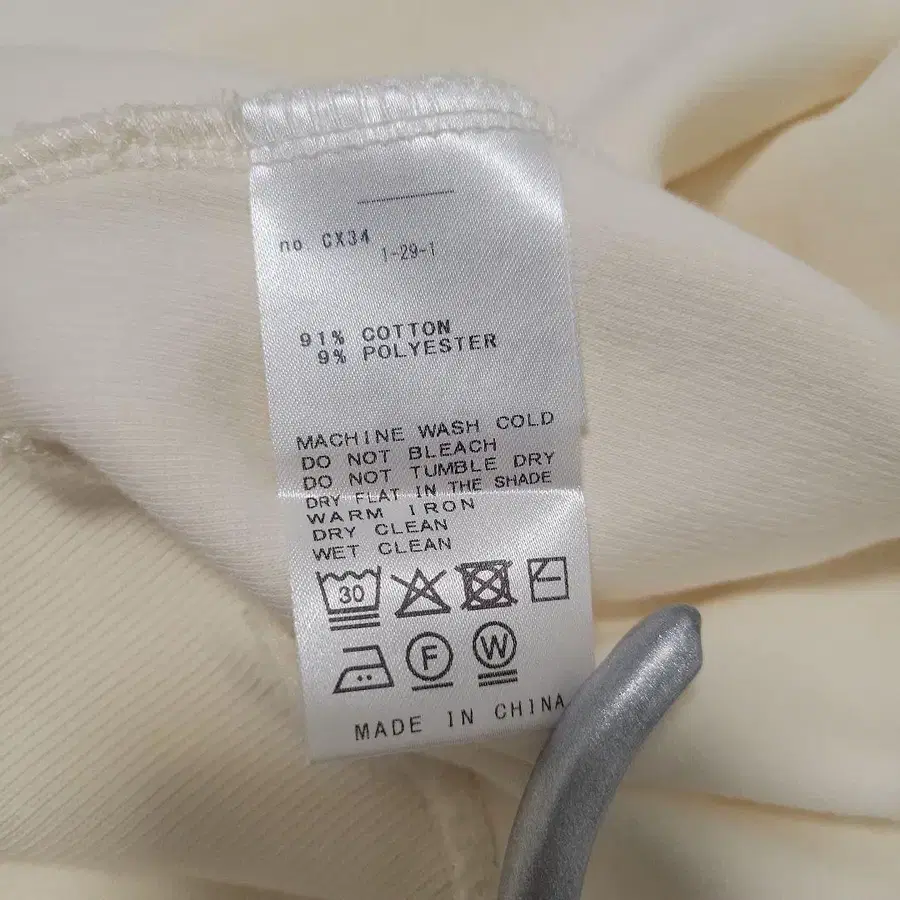 no CX34
1-29-1
91% COTTON
9% POLYESTER
MACHINE WASH COLD
DO NOT BLEACH
DO NOT TUMBLE DRY
DRY FLAT IN THE SHADE
WARM IRON
DRY CLEAN
WET CLEAN
30
F W
MADE IN CHINA